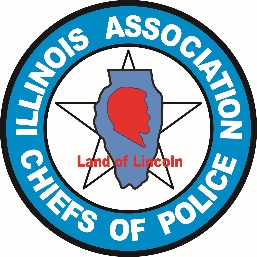 ILLINOIS ASSOCIATION
Land of Lincoln
CHIEFS OF POLICE